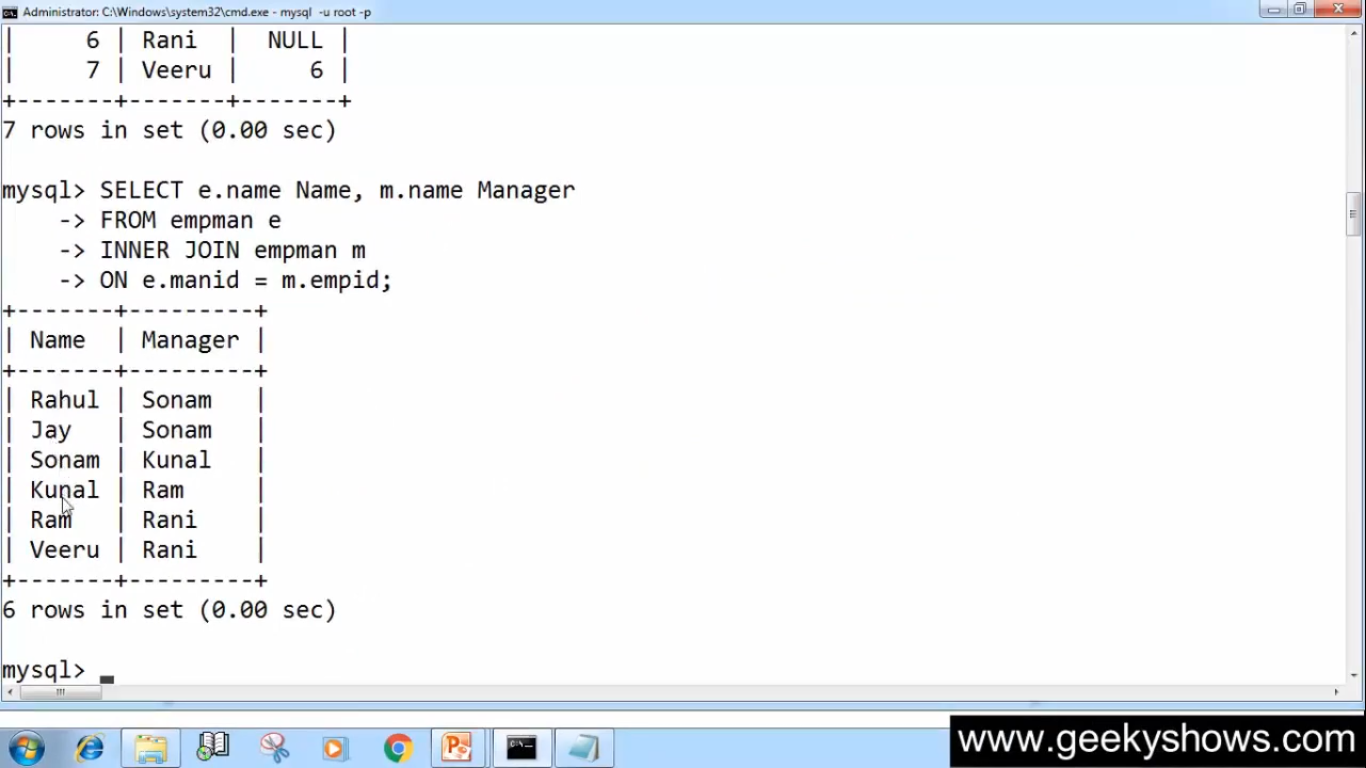 Administrator: C:\Windows\system32\cmd.exe - mysql -u root -p
|     6 | Rani  |  NULL |
|     7 | Veeru |     6 |
+-------+-------+-------+
7 rows in set (0.00 sec)
mysql> SELECT e.name Name, m.name Manager
    -> FROM empman e
    -> INNER JOIN empman m
    -> ON e.manid = m.empid;
+-------+---------+
| Name  | Manager |
+-------+---------+
| Rahul | Sonam   |
| Jay   | Sonam   |
| Sonam | Kunal   |
| Kunal | Ram     |
| Ram   | Rani    |
| Veeru | Rani    |
+-------+---------+
6 rows in set (0.00 sec)
mysql> _
www.geekyshows.com